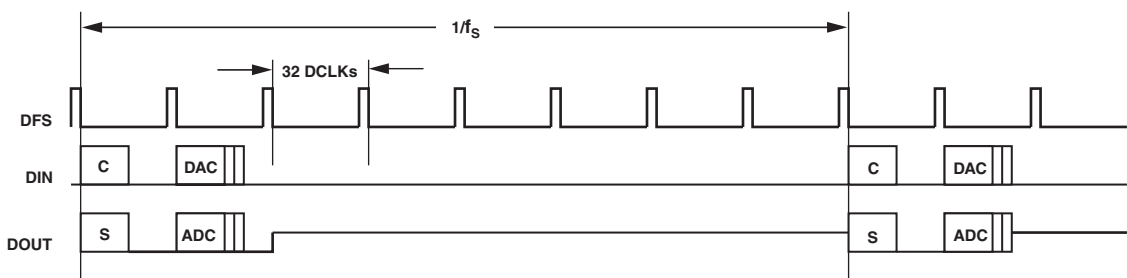 1/fS
32 DCLKs
DFS
DIN
C
DAC
C
DAC
DOUT
S
ADC
S
ADC